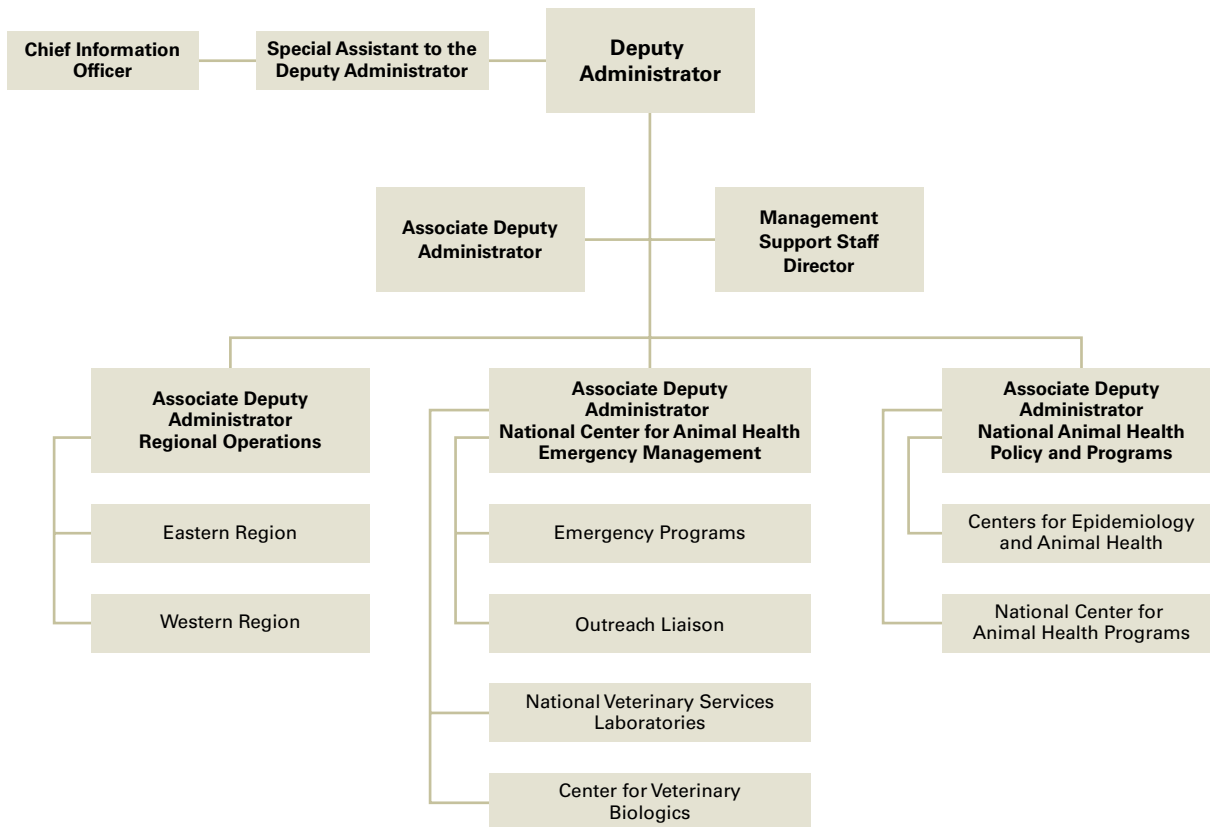 Chief Information
Officer
Special Assistant to the
Deputy Administrator
Deputy
Administrator
Associate Deputy
Administrator
Management
Support Staff
Director
Associate Deputy
Administrator
Regional Operations
Eastern Region
Western Region
Associate Deputy
Administrator
National Center for Animal Health
Emergency Management
Emergency Programs
Outreach Liaison
National Veterinary Services
Laboratories
Center for Veterinary
Biologics
Associate Deputy
Administrator
National Animal Health
Policy and Programs
Centers for Epidemiology
and Animal Health
National Center for
Animal Health Programs